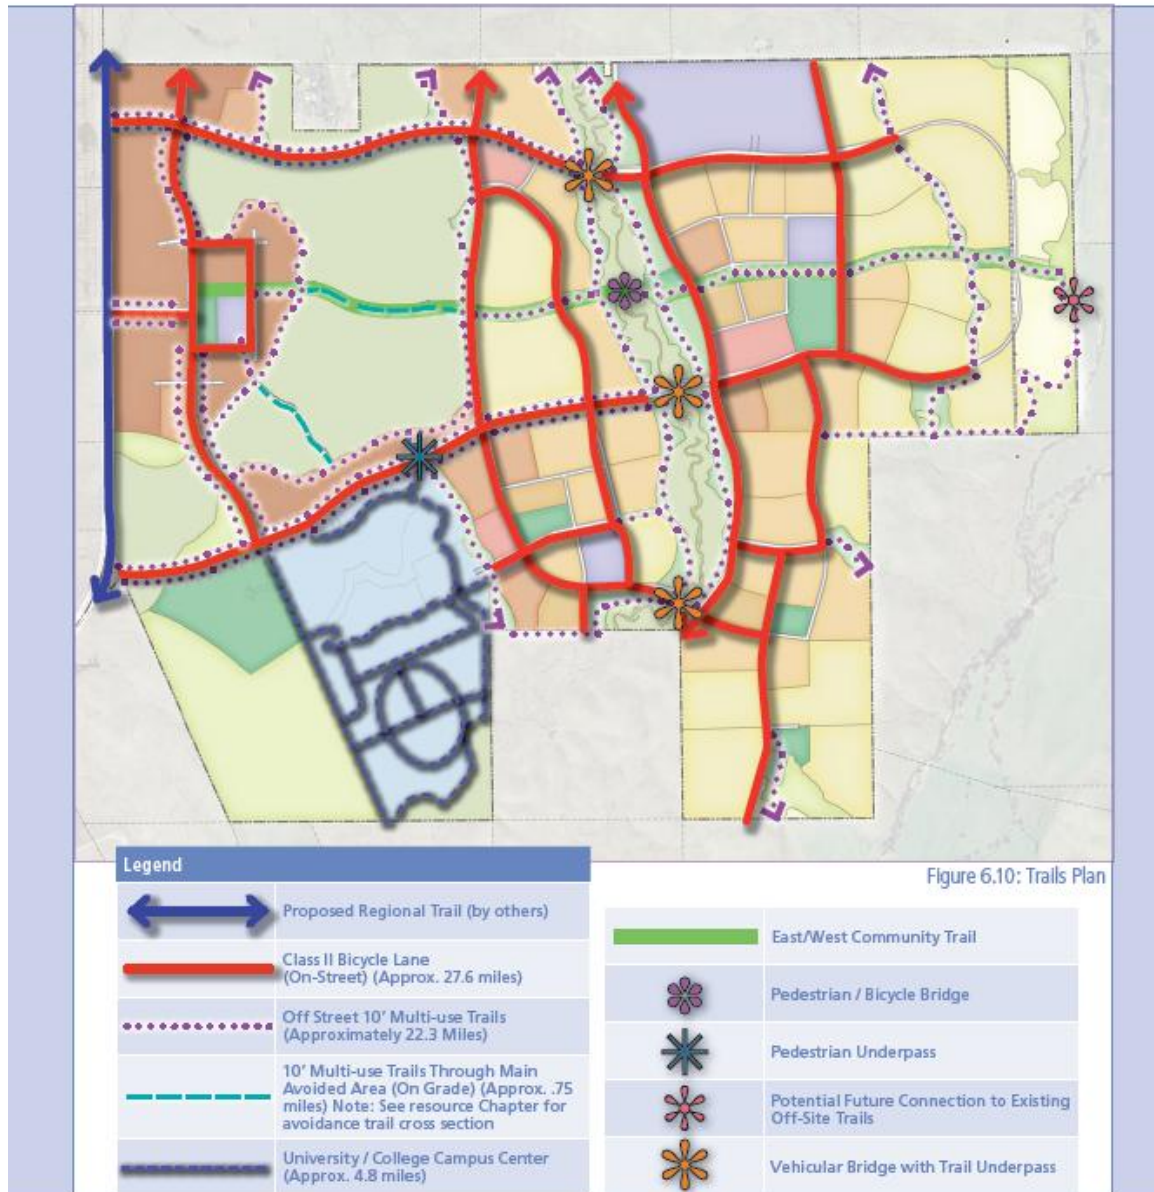 Legend
Proposed Regional Trail (by others)
Class II Bicycle Lane
(On-Street) (Approx. 27.6 miles)
Off Street 10' Multi-use Trails
(Approximately 22.3 Miles)
10' Multi-use Trails Through Main
Avoided Area (On Grade) (Approx. .75
miles) Note: See resource Chapter for
avoidance trail cross section
University / College Campus Center
(Approx. 4.8 miles)
Figure 6.10: Trails Plan
East/West Community Trail
Pedestrian / Bicycle Bridge
Pedestrian Underpass
Potential Future Connection to Existing
Off-Site Trails
Vehicular Bridge with Trail Underpass